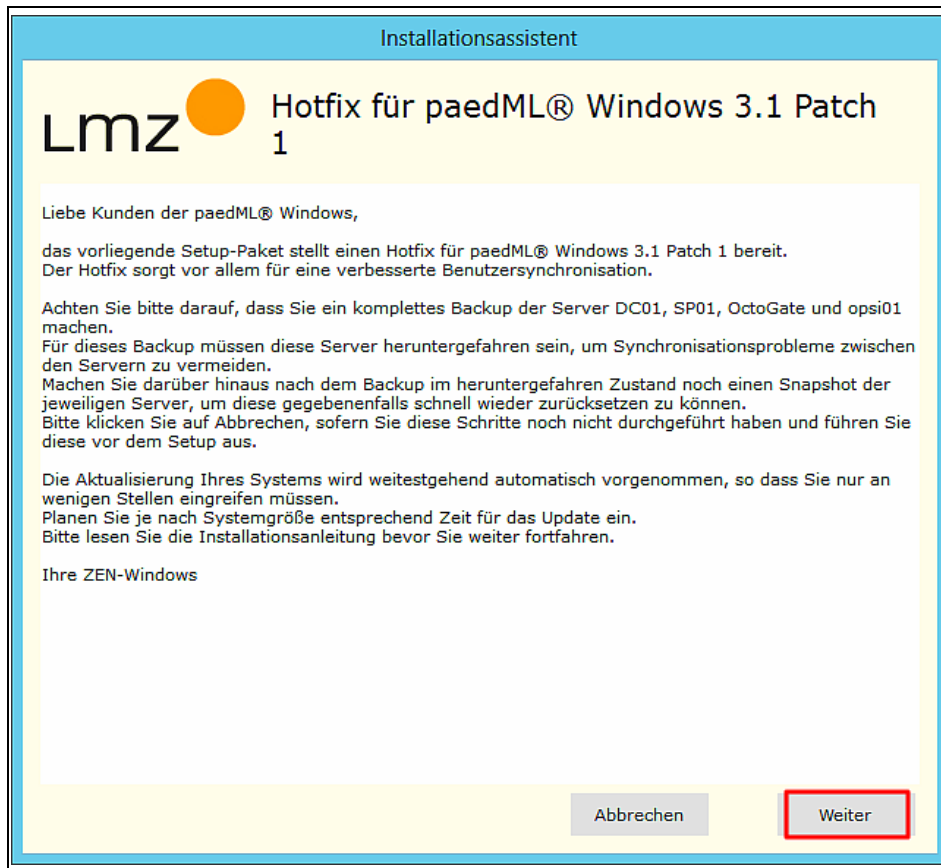 Installationsassistent
Lmz
Hotfix für paedML® Windows 3.1 Patch
1
Liebe Kunden der paedML® Windows,
das vorliegende Setup-Paket stellt einen Hotfix für paedML® Windows 3.1 Patch 1 bereit.
Der Hotfix sorgt vor allem für eine verbesserte Benutzersynchronisation.
Achten Sie bitte darauf, dass Sie ein komplettes Backup der Server DC01, SP01, OctoGate und opsi01
machen.
Für dieses Backup müssen diese Server heruntergefahren sein, um Synchronisationsprobleme zwischen
den Servern zu vermeiden.
Machen Sie darüber hinaus nach dem Backup im heruntergefahren Zustand noch einen Snapshot der
jeweiligen Server, um diese gegebenenfalls schnell wieder zurücksetzen zu können.
Bitte klicken Sie auf Abbrechen, sofern Sie diese Schritte noch nicht durchgeführt haben und führen Sie
diese vor dem Setup aus.
Die Aktualisierung Ihres Systems wird weitestgehend automatisch vorgenommen, so dass Sie nur an
wenigen Stellen eingreifen müssen.
Planen Sie je nach Systemgröße entsprechend Zeit für das Update ein.
Bitte lesen Sie die Installationsanleitung bevor Sie weiter fortfahren.
Ihre ZEN-Windows
Abbrechen
Weiter